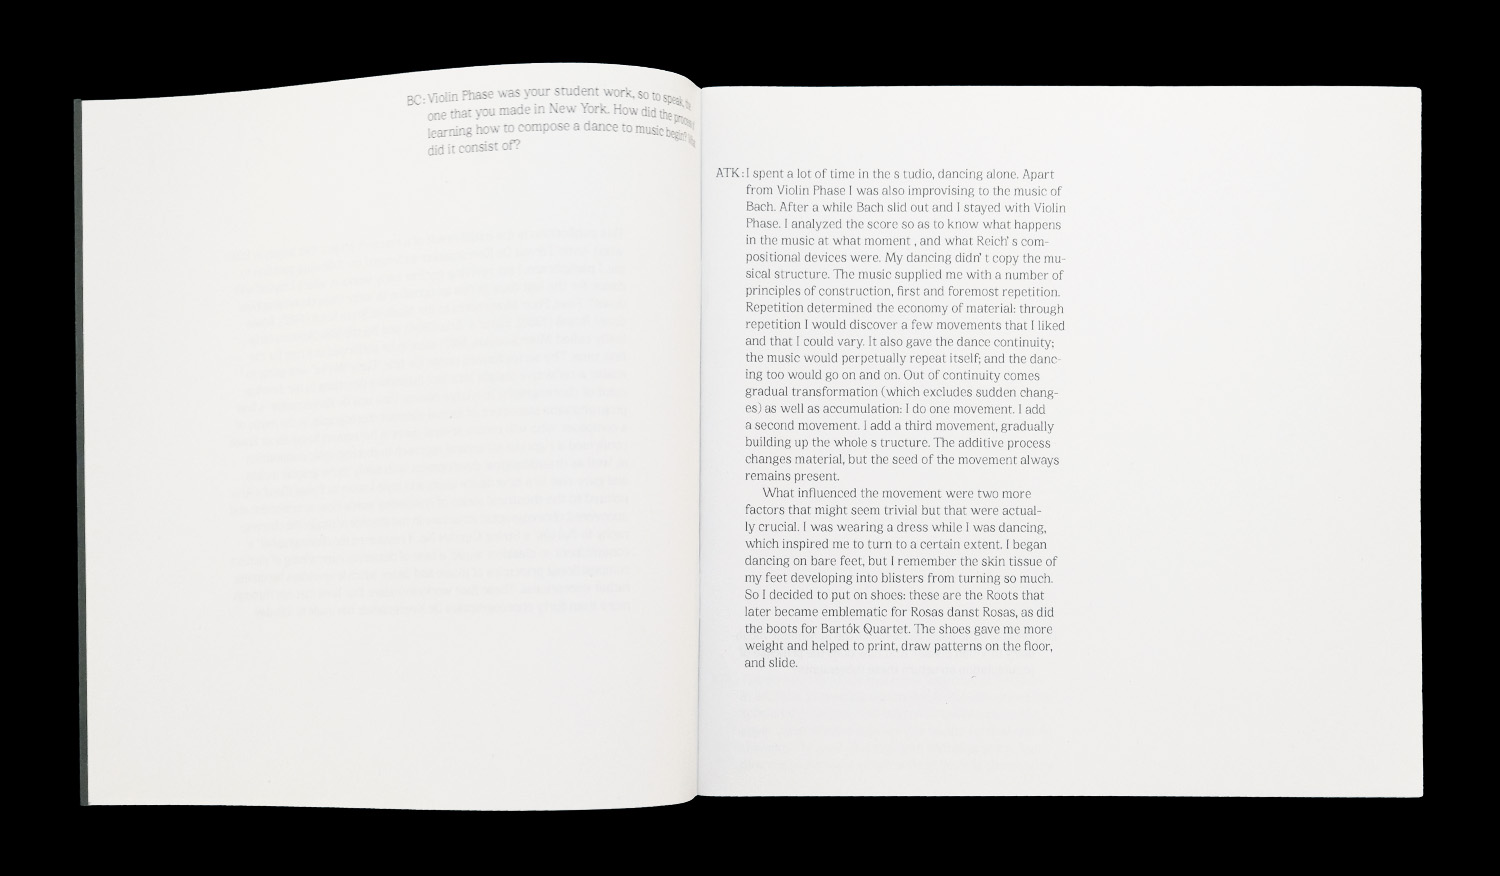 BC: Violin Phase was your student work, so to speak, the
one that you made in New York. How did the process of
learning how to compose a dance to music begin? What
did it consist of?
ATK: I spent a lot of time in the s tudio, dancing alone. Apart
from Violin Phase I was also improvising to the music of
Bach. After a while Bach slid out and I stayed with Violin
Phase. I analyzed the score so as to know what happens
in the music at what moment , and what Reich' s com-
positional devices were. My dancing didn' t copy the mu-
sical structure. The music supplied me with a number of
principles of construction, first and foremost repetition.
Repetition determined the economy of material: through
repetition I would discover a few movements that I liked
and that I could vary. It also gave the dance continuity;
the music would perpetually repeat itself; and the danc-
ing too would go on and on. Out of continuity comes
gradual transformation (which excludes sudden chang-
es) as well as accumulation: I do one movement. I add
a second movement. I add a third movement, gradually
building up the whole s tructure. The additive process
changes material, but the seed of the movement always
remains present.
What influenced the movement were two more
factors that might seem trivial but that were actual-
ly crucial. I was wearing a dress while I was dancing,
which inspired me to turn to a certain extent. I began
dancing on bare feet, but I remember the skin tissue of
my feet developing into blisters from turning so much.
So I decided to put on shoes: these are the Roots that
later became emblematic for Rosas danst Rosas, as did
the boots for Bartók Quartet. The shoes gave me more
weight and helped to print, draw patterns on the floor,
and slide.